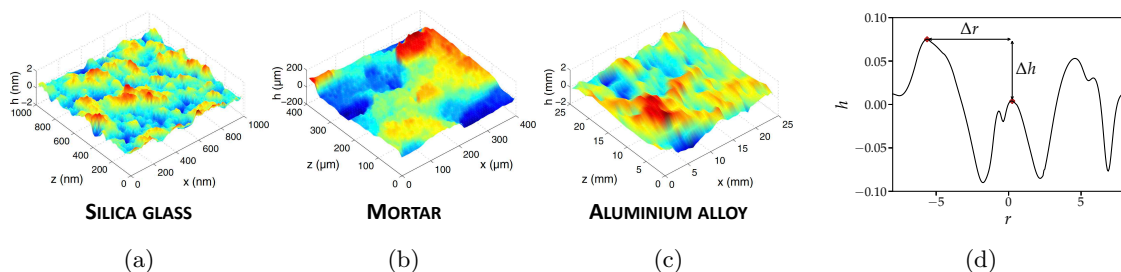 2
0
−2
h (nm)
1000
800
600
400
200
0
z (nm)
0
200
400
600
800
1000
x (nm)
SILICA GLASS
(a)
200
0
−200
h (µm)
400
300
200
100
0
z (µm)
0
100
200
300
400
x (µm)
MORTAR
(b)
2
0
−2
h (mm)
25
20
15
10
5
0
z (mm)
0
5
10
15
20
25
x (mm)
ALUMINIUM ALLOY
(c)
0.10
0.05
0.00
−0.05
−0.10
h
Δr
Δh
−5
0
5
r
(d)